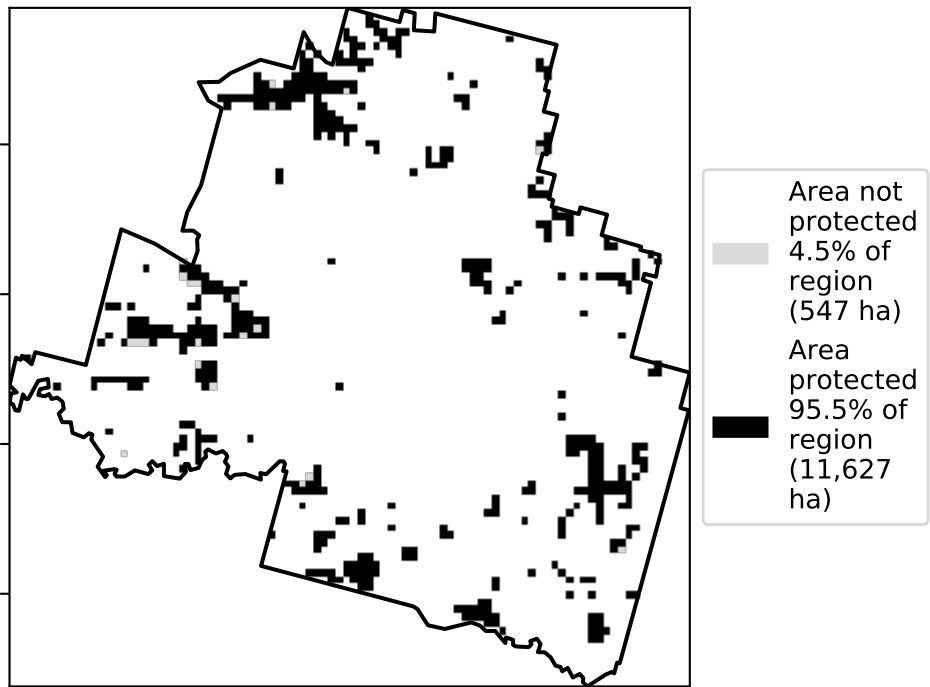 Area not
protected
4.5% of
region
(547 ha)
Area
protected
95.5% of
region
(11,627
ha)